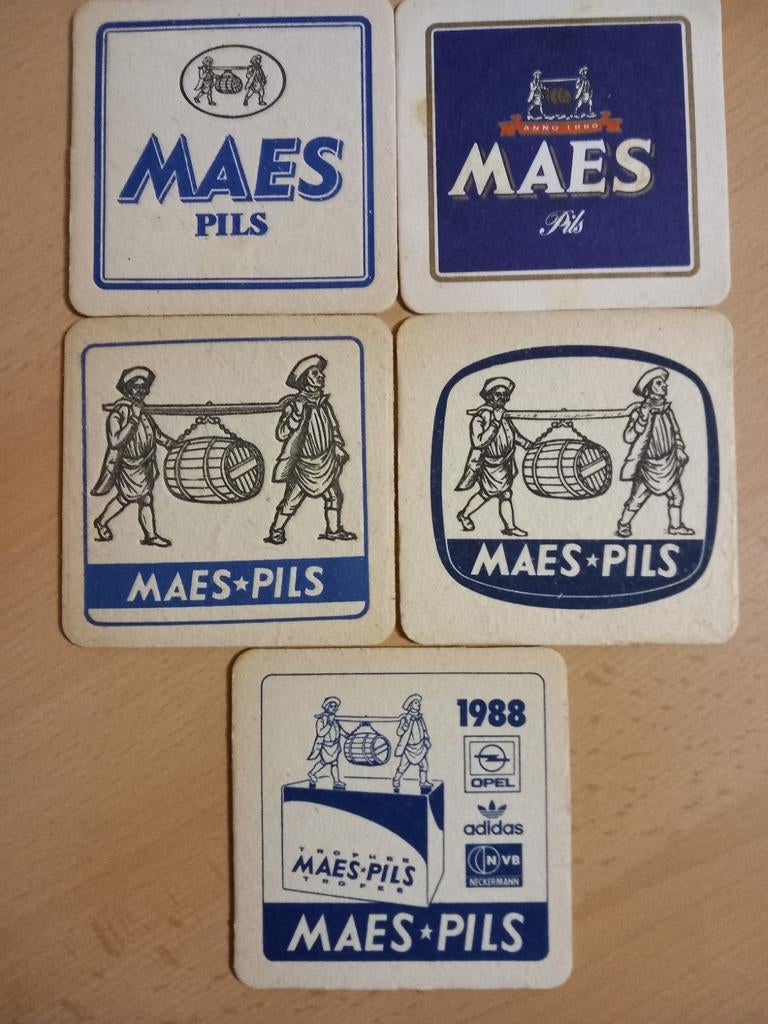 MAES
PILS
ANNO 1880
MAES
Pils
MAES★PILS
MAES★PILS
1988
OPEL
adidas
NVB
NECKERMANN
TROPHEE
MAES-PILS
TROFEE
MAES★PILS